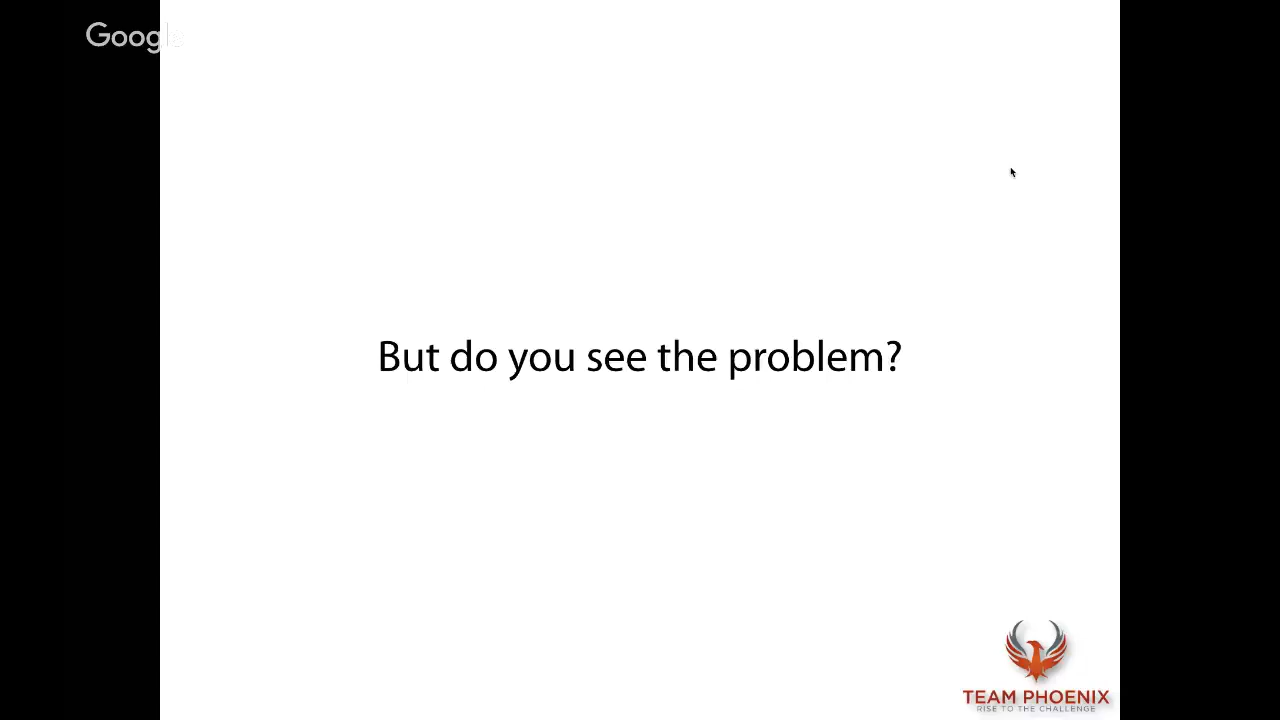 Google
But do you see the problem?
TEAM PHOENIX
RISE TO THE CHALLENGE